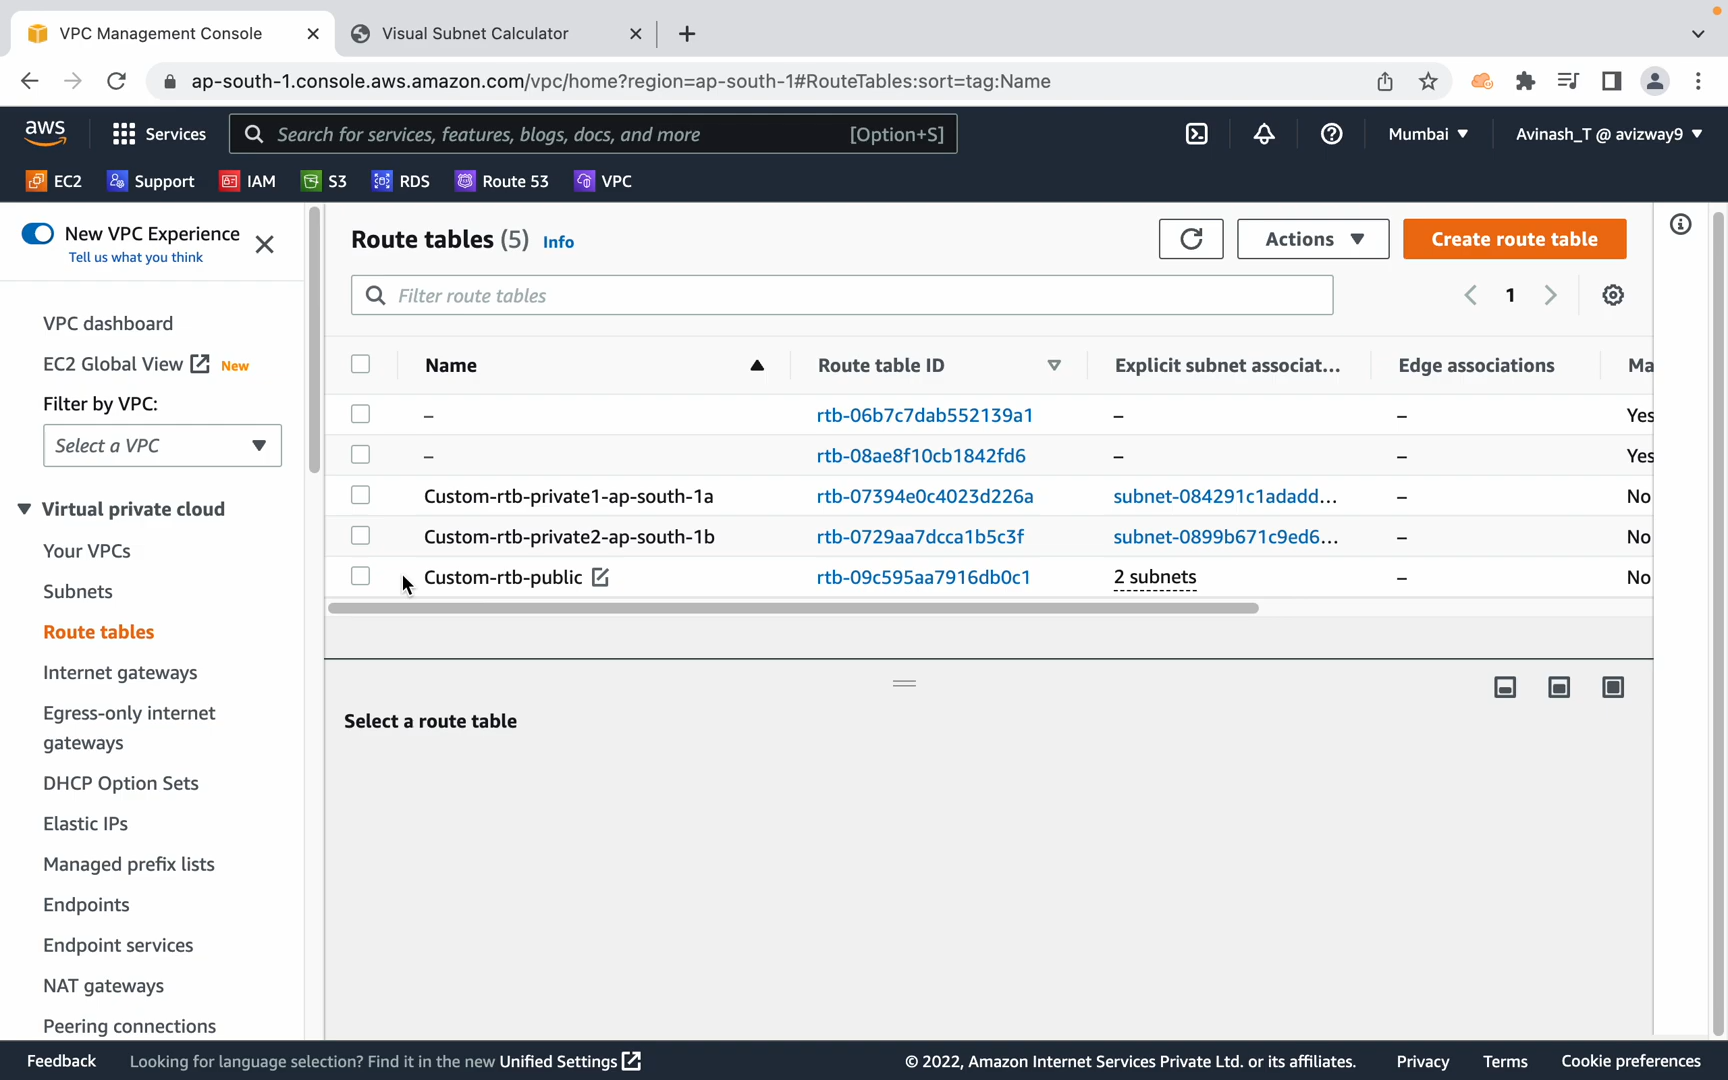 VPC Management Console
Visual Subnet Calculator
ap-south-1.console.aws.amazon.com/vpc/home?region=ap-south-1#RouteTables:sort=tag:Name
aws
Services
Search for services, features, blogs, docs, and more
[Option+S]
Mumbai
Avinash_T @ avizway9
EC2
Support
IAM
S3
RDS
Route 53
VPC
New VPC Experience
Tell us what you think
VPC dashboard
EC2 Global View
New
Filter by VPC:
Select a VPC
Virtual private cloud
Your VPCs
Subnets
Route tables
Internet gateways
Egress-only internet
gateways
DHCP Option Sets
Elastic IPs
Managed prefix lists
Endpoints
Endpoint services
NAT gateways
Peering connections
Route tables (5) Info
Actions
Create route table
Filter route tables
1
Name Route table ID Explicit subnet associat... Edge associations Ma
– rtb-06b7c7dab552139a1 – – Yes
– rtb-08ae8f10cb1842fd6 – – Yes
Custom-rtb-private1-ap-south-1a rtb-07394e0c4023d226a subnet-084291c1adadd... – No
Custom-rtb-private2-ap-south-1b rtb-0729aa7dcca1b5c3f subnet-0899b671c9ed6... – No
Custom-rtb-public rtb-09c595aa7916db0c1 2 subnets – No
Select a route table
Feedback
Looking for language selection? Find it in the new Unified Settings
© 2022, Amazon Internet Services Private Ltd. or its affiliates.
Privacy
Terms
Cookie preferences